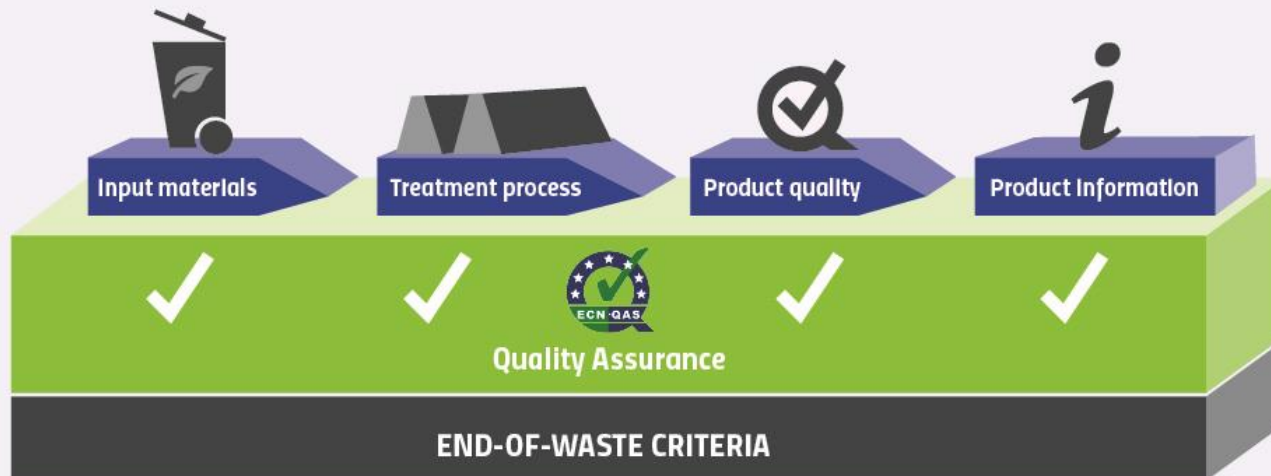 Input materials
Treatment process
Product quality
Product information
ECN-QAS
Quality Assurance
END-OF-WASTE CRITERIA